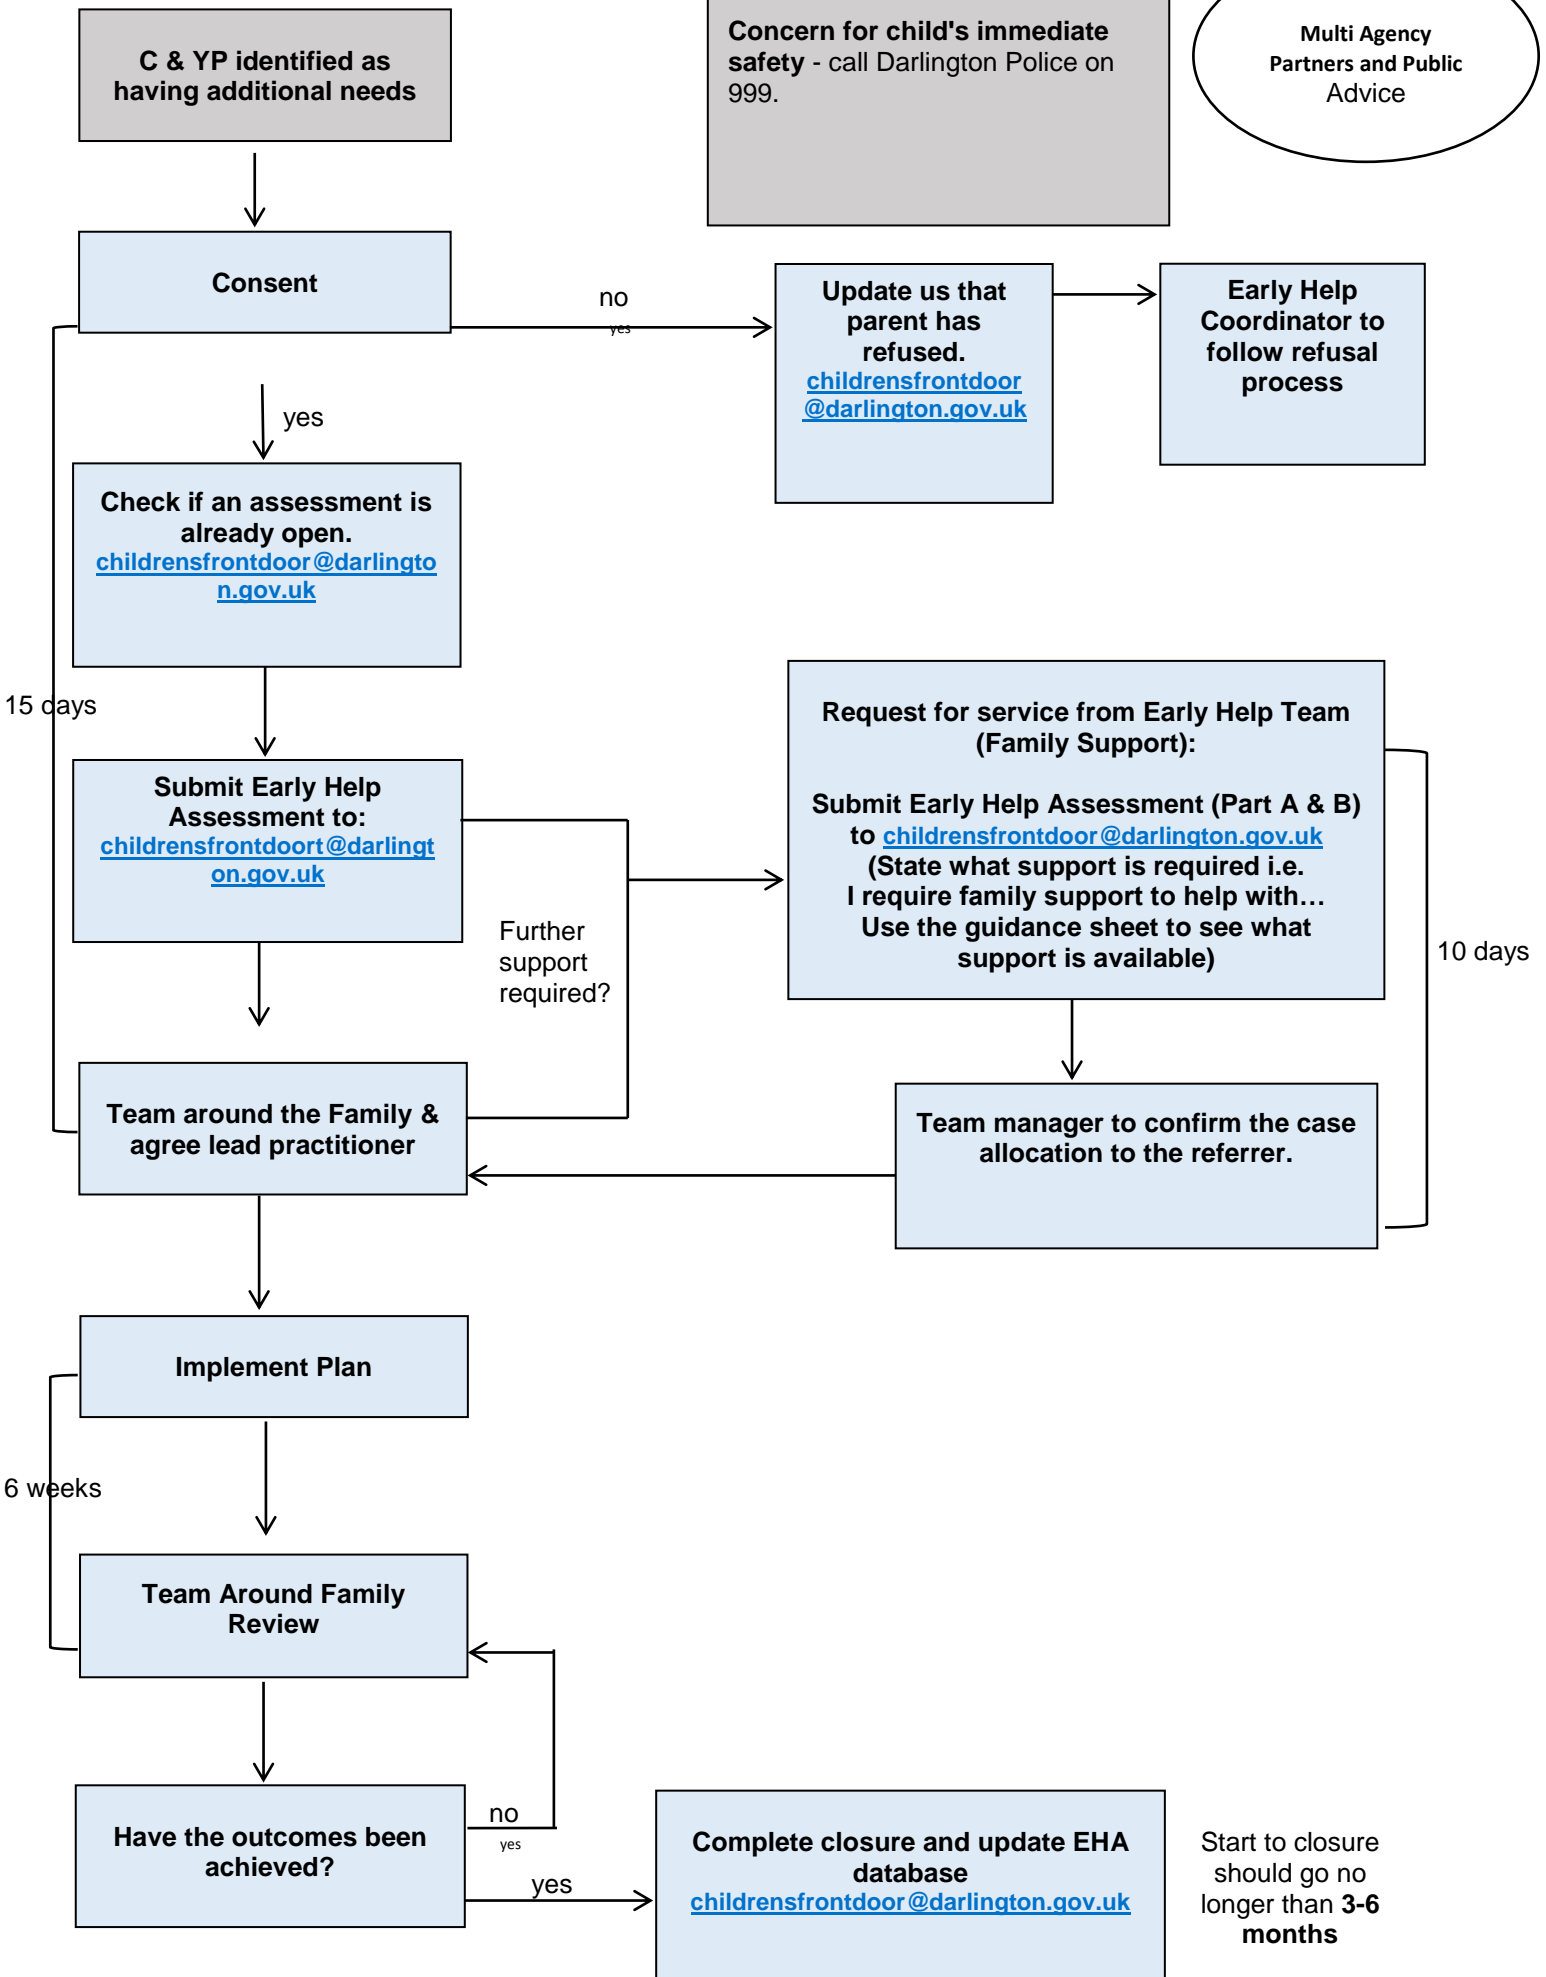 C & YP identified as
having additional needs
Concern for child's immediate
safety - call Darlington Police on
999.
Multi Agency
Partners and Public
Advice
Consent
no
yes
Update us that
parent has
refused.
childrensfrontdoor
@darlington.gov.uk
Early Help
Coordinator to
follow refusal
process
yes
Check if an assessment is
already open.
childrensfrontdoor@darlingto
n.gov.uk
15 days
Submit Early Help
Assessment to:
childrensfrontdoort@darlingt
on.gov.uk
Further
support
required?
Request for service from Early Help Team
(Family Support):
Submit Early Help Assessment (Part A & B)
to childrensfrontdoor@darlington.gov.uk
(State what support is required i.e.
I require family support to help with…
Use the guidance sheet to see what
support is available)
10 days
Team around the Family &
agree lead practitioner
Team manager to confirm the case
allocation to the referrer.
Implement Plan
6 weeks
Team Around Family
Review
Have the outcomes been
achieved?
no
yes
yes
Complete closure and update EHA
database
childrensfrontdoor@darlington.gov.uk
Start to closure
should go no
longer than 3-6
months